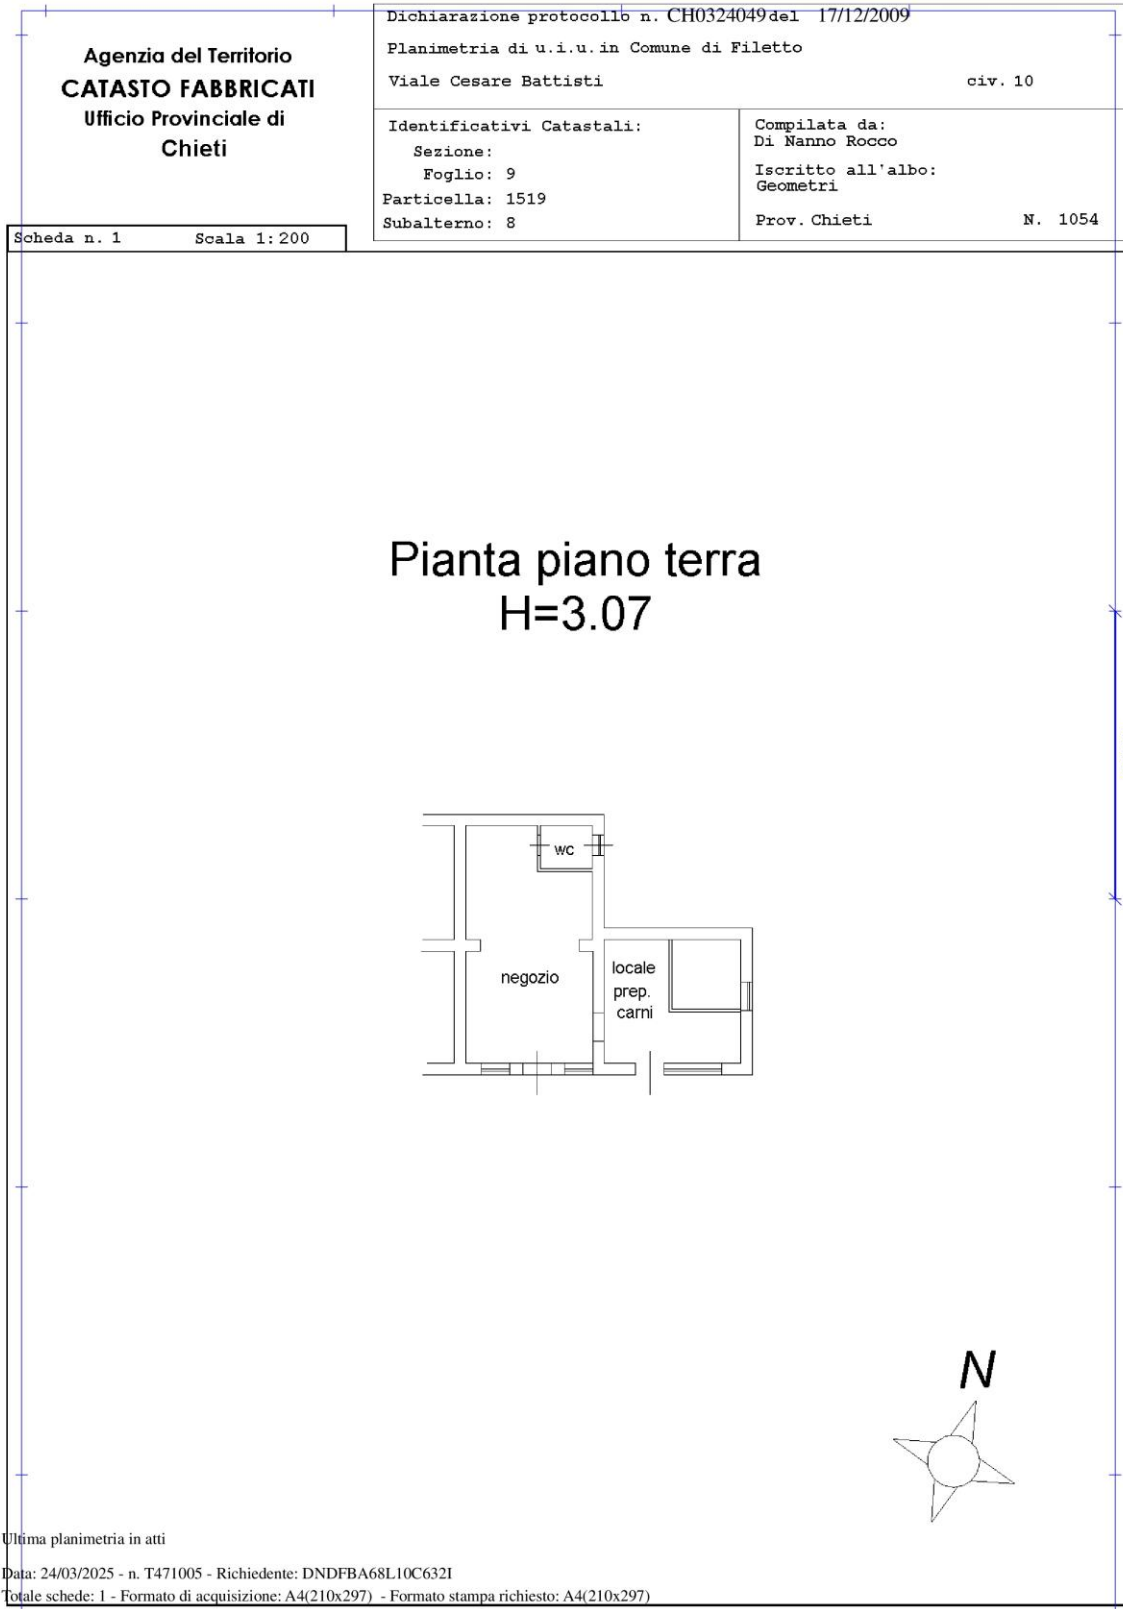 Agenzia del Territorio
CATASTO FABBRICATI
Ufficio Provinciale di
Chieti
Dichiarazione protocollo n. CH0324049 del 17/12/2009
Planimetria di u.i.u. in Comune di Filetto
Viale Cesare Battisti civ. 10
Identificativi Catastali:
Sezione:
Foglio: 9
Particella: 1519
Subalterno: 8
Compilata da:
Di Nanno Rocco
Iscritto all'albo:
Geometri
Prov. Chieti N. 1054
Scheda n. 1 Scala 1:200
Pianta piano terra
H=3.07
wc
negozio
locale
prep.
carni
N
Ultima planimetria in atti
Data: 24/03/2025 - n. T471005 - Richiedente: DNDFBA68L10C632I
Totale schede: 1 - Formato di acquisizione: A4(210x297) - Formato stampa richiesto: A4(210x297)